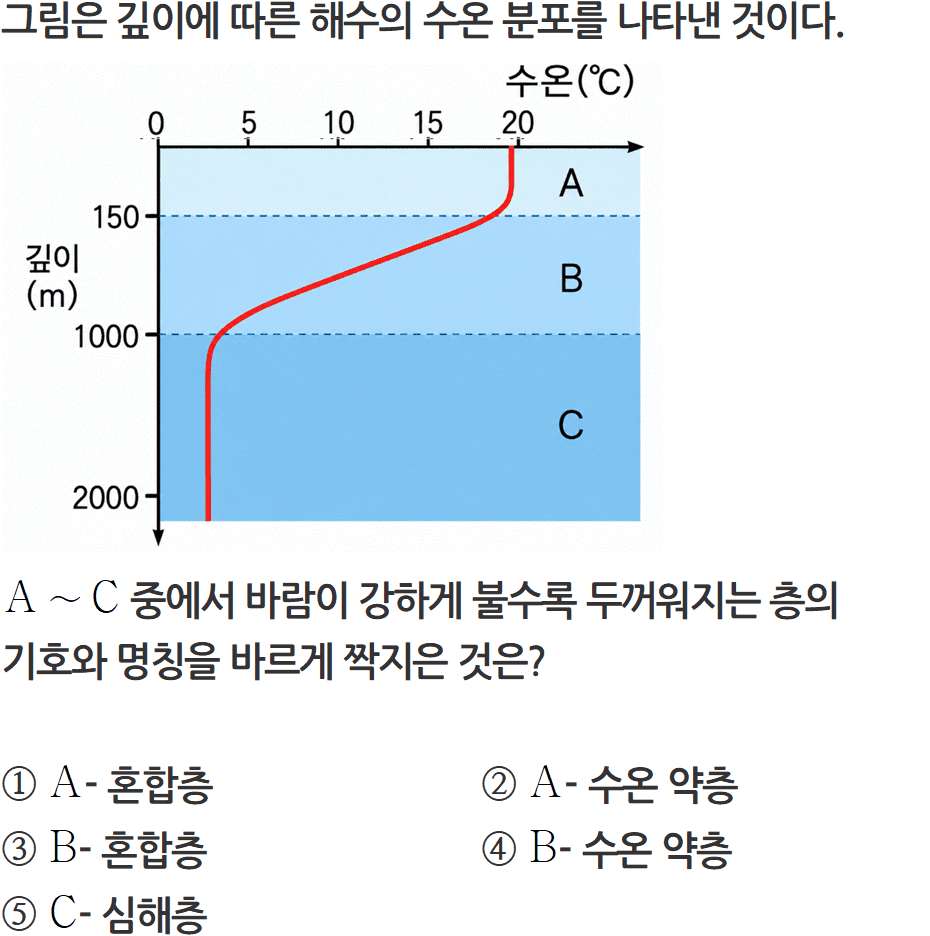 그림은 깊이에 따른 해수의 수온 분포를 나타낸 것이다.
수온(℃)
0 5 10 15 20
A
150
깊이
(m)
B
1000
C
2000
A ~ C 중에서 바람이 강하게 불수록 두꺼워지는 층의
기호와 명칭을 바르게 짝지은 것은?
① A- 혼합층 ② A- 수온 약층
③ B- 혼합층 ④ B- 수온 약층
⑤ C- 심해층